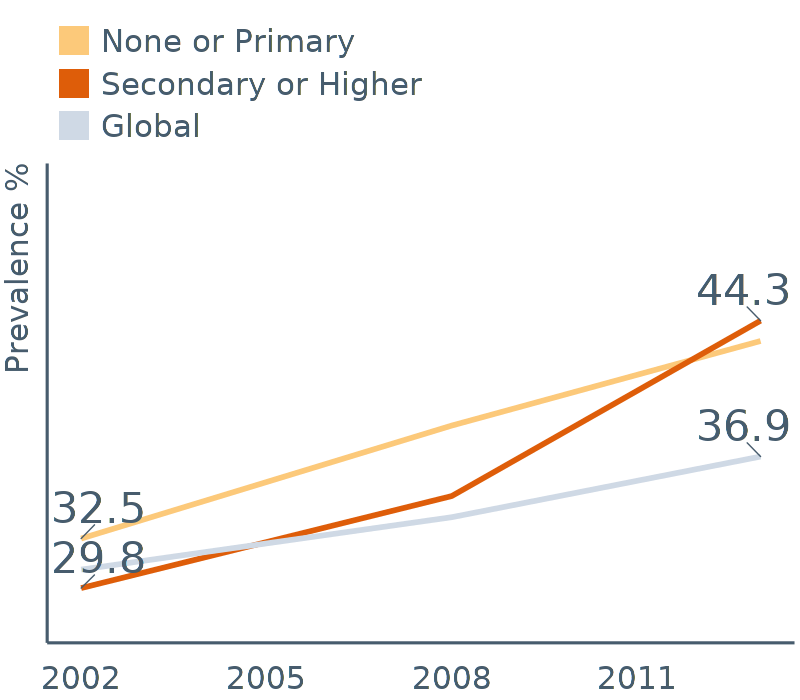 None or Primary
Secondary or Higher
Global
Prevalence %
44.3
36.9
32.5
29.8
2002 2005 2008 2011